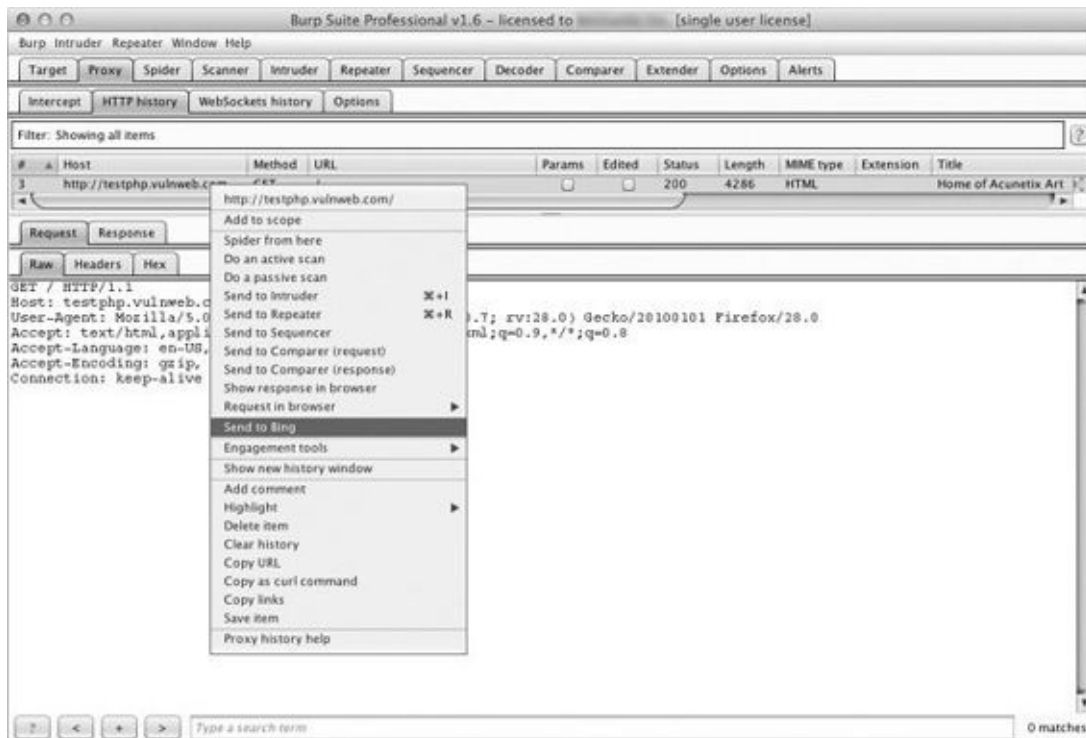 Burp Suite Professional v1.6 – licensed to [single user license]
Burp Intruder Repeater Window Help
Target Proxy Spider Scanner Intruder Repeater Sequencer Decoder Comparer Extender Options Alerts
Intercept HTTP history WebSockets history Options
Filter: Showing all items
?
# Host Method URL Params Edited Status Length MIME type Extension Title
3 http://testphp.vulnweb.com GET / 200 4286 HTML Home of Acunetix Art
Request Response
Raw Headers Hex
GET / HTTP/1.1
Host: testphp.vulnweb.c
User-Agent: Mozilla/5.0 .7; rv:28.0) Gecko/20100101 Firefox/28.0
Accept: text/html,appli ml;q=0.9,*/*;q=0.8
Accept-Language: en-US,
Accept-Encoding: gzip,
Connection: keep-alive
http://testphp.vulnweb.com/
Add to scope
Spider from here
Do an active scan
Do a passive scan
Send to Intruder ⌘+I
Send to Repeater ⌘+R
Send to Sequencer
Send to Comparer (request)
Send to Comparer (response)
Show response in browser
Request in browser
Send to Bing
Engagement tools
Show new history window
Add comment
Highlight
Delete item
Clear history
Copy URL
Copy as curl command
Copy links
Save item
Proxy history help
? < + > Type a search term 0 matches